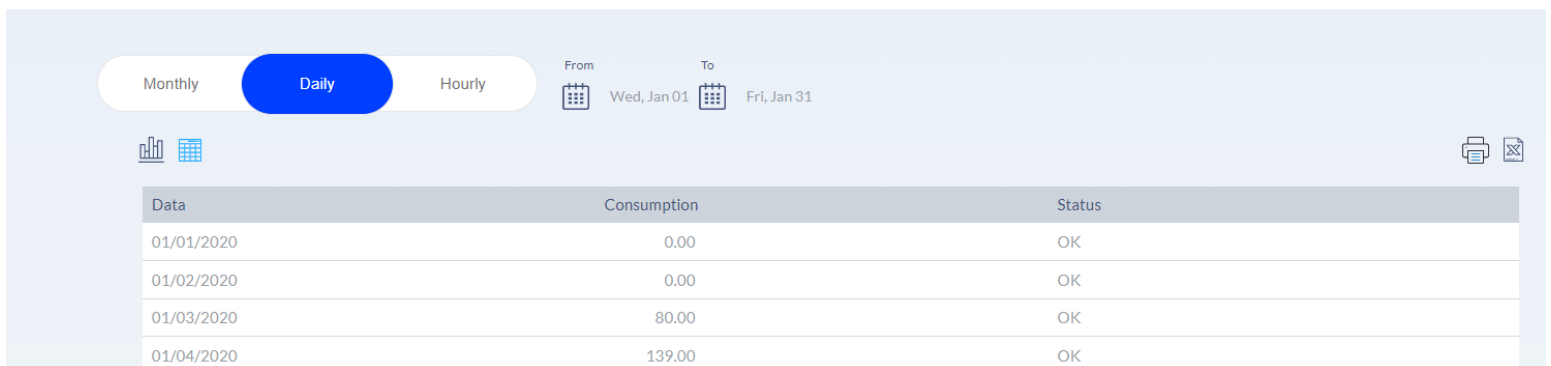 From To
Monthly Daily Hourly
Wed, Jan 01 Fri, Jan 31
Data Consumption Status
01/01/2020 0.00 OK
01/02/2020 0.00 OK
01/03/2020 80.00 OK
01/04/2020 139.00 OK